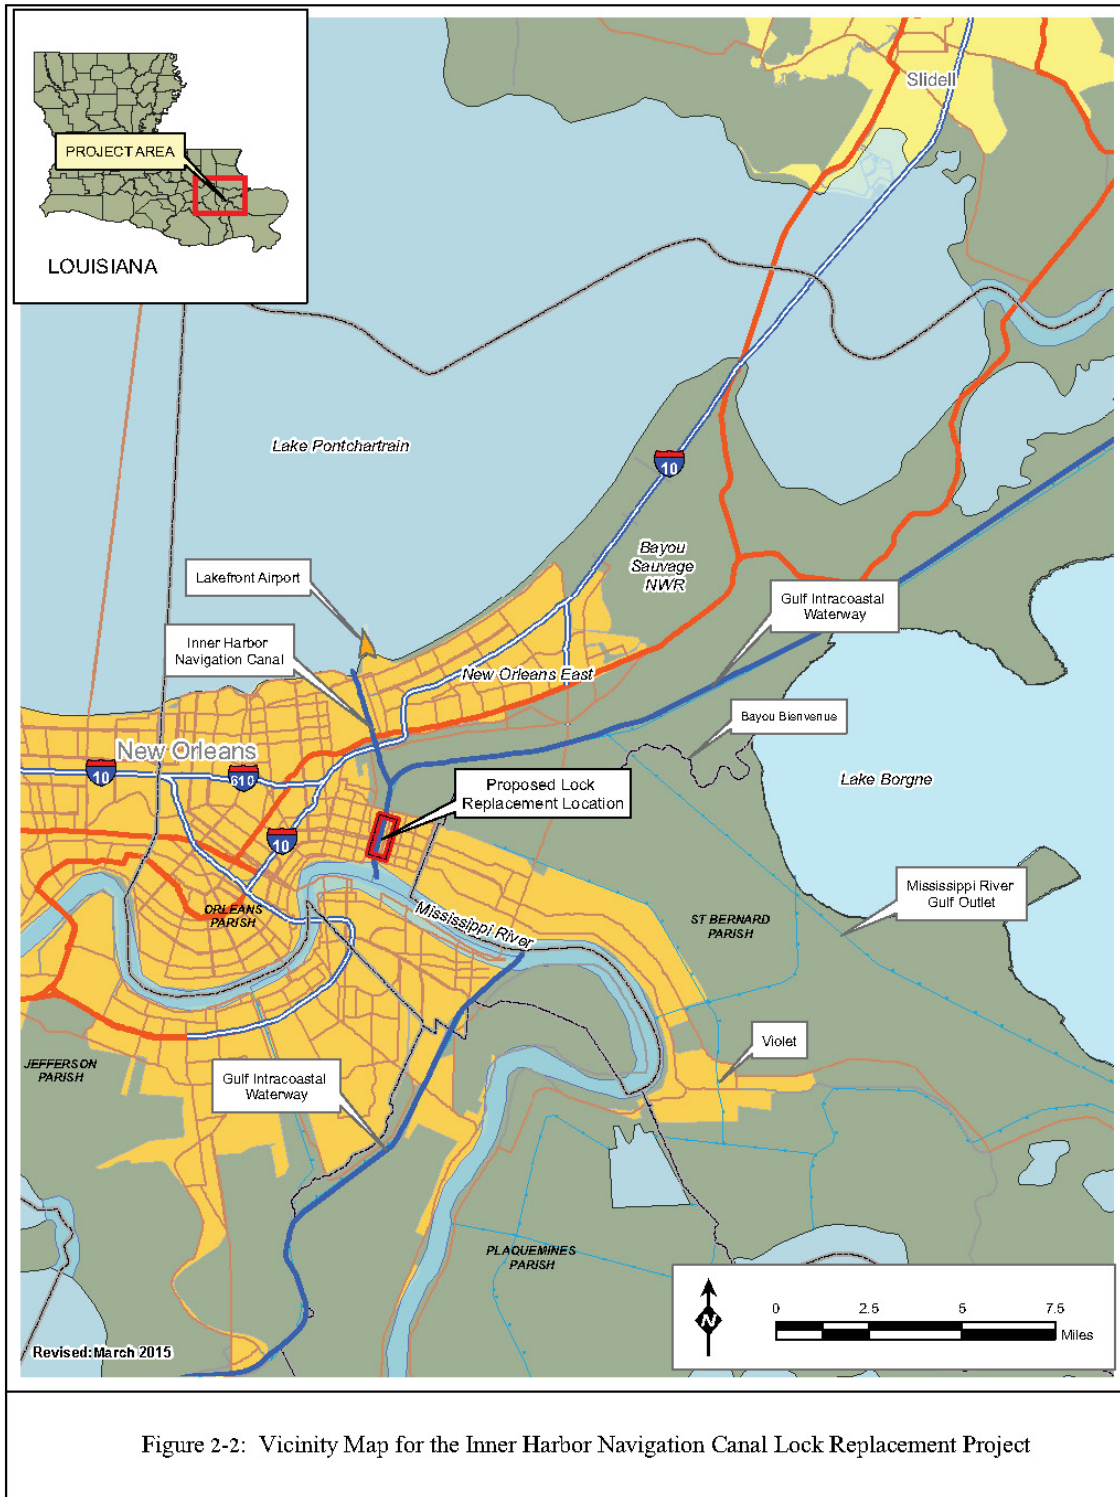 PROJECT AREA
LOUISIANA
Slidell
Lake Pontchartrain
10
Bayou
Sauvage
NWR
Lakefront Airport
Gulf Intracoastal
Waterway
Inner Harbor
Navigation Canal
New Orleans East
Bayou Bienvenue
New Orleans
10
610
Proposed Lock
Replacement Location
Lake Borgne
10
Mississippi River
Gulf Outlet
ORLEANS
PARISH
Mississippi River
ST BERNARD
PARISH
Violet
JEFFERSON
PARISH
Gulf Intracoastal
Waterway
PLAQUEMINES
PARISH
N
0 2.5 5 7.5
Miles
Revised: March 2015
Figure 2-2: Vicinity Map for the Inner Harbor Navigation Canal Lock Replacement Project